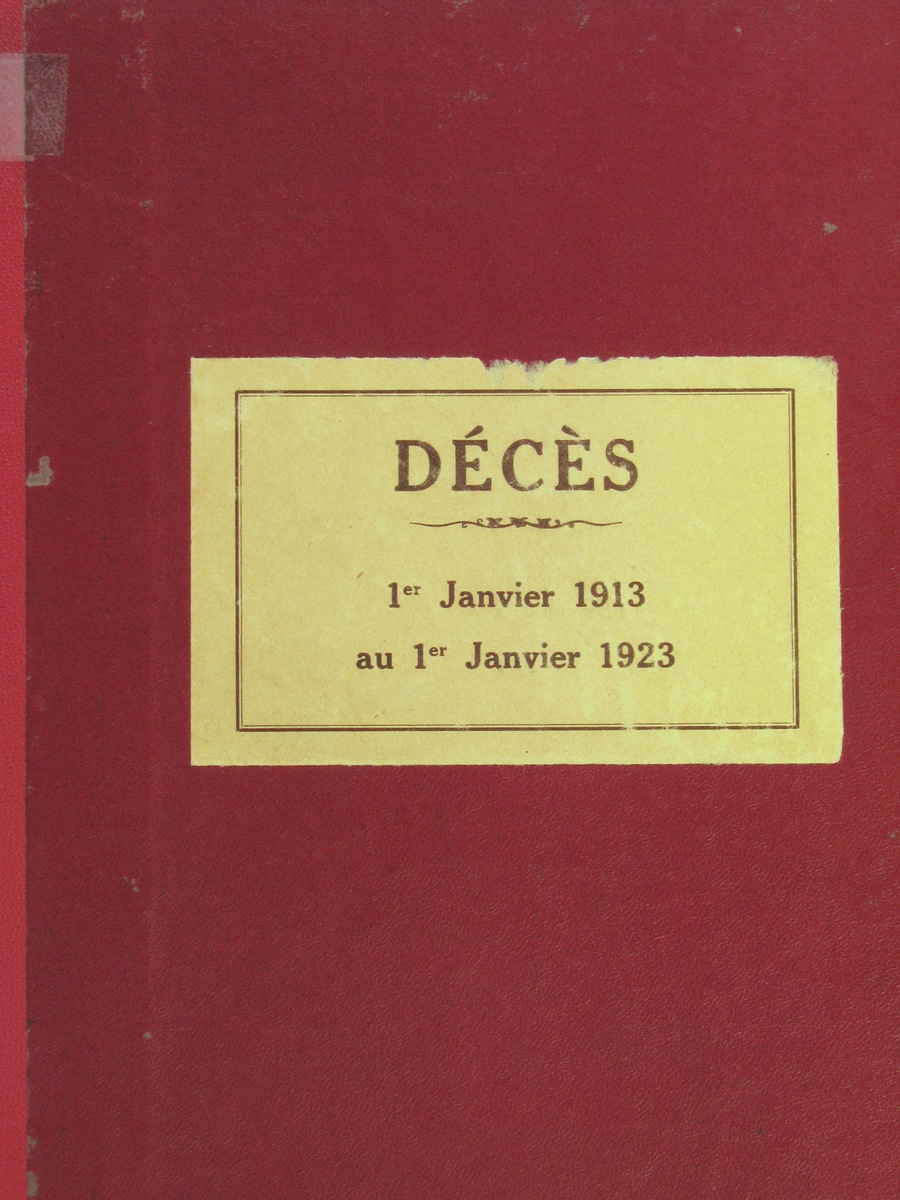 DÉCÈS
1er Janvier 1913
au 1er Janvier 1923